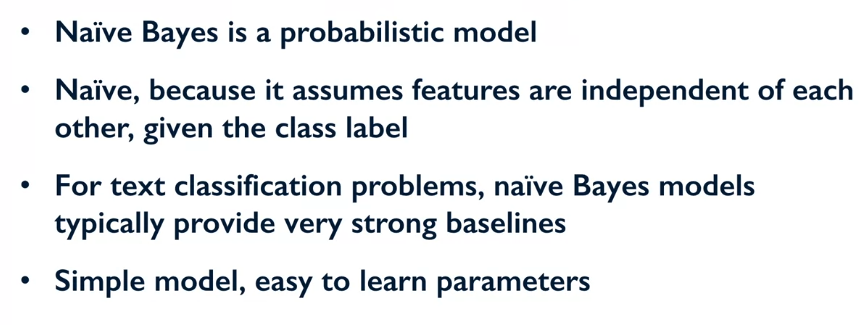 • Naïve Bayes is a probabilistic model
• Naïve, because it assumes features are independent of each
other, given the class label
• For text classification problems, naïve Bayes models
typically provide very strong baselines
• Simple model, easy to learn parameters